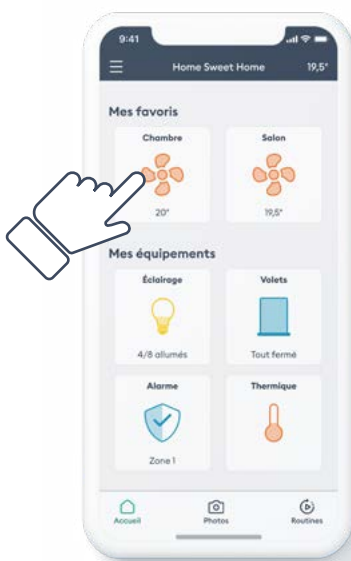 9:41
Home Sweet Home 19,5°
Mes favoris
Chambre Salon
20° 19,5°
Mes équipements
Éclairage Volets
4/8 allumés Tout fermé
Alarme Thermique
Zone 1
Accueil Photos Routines